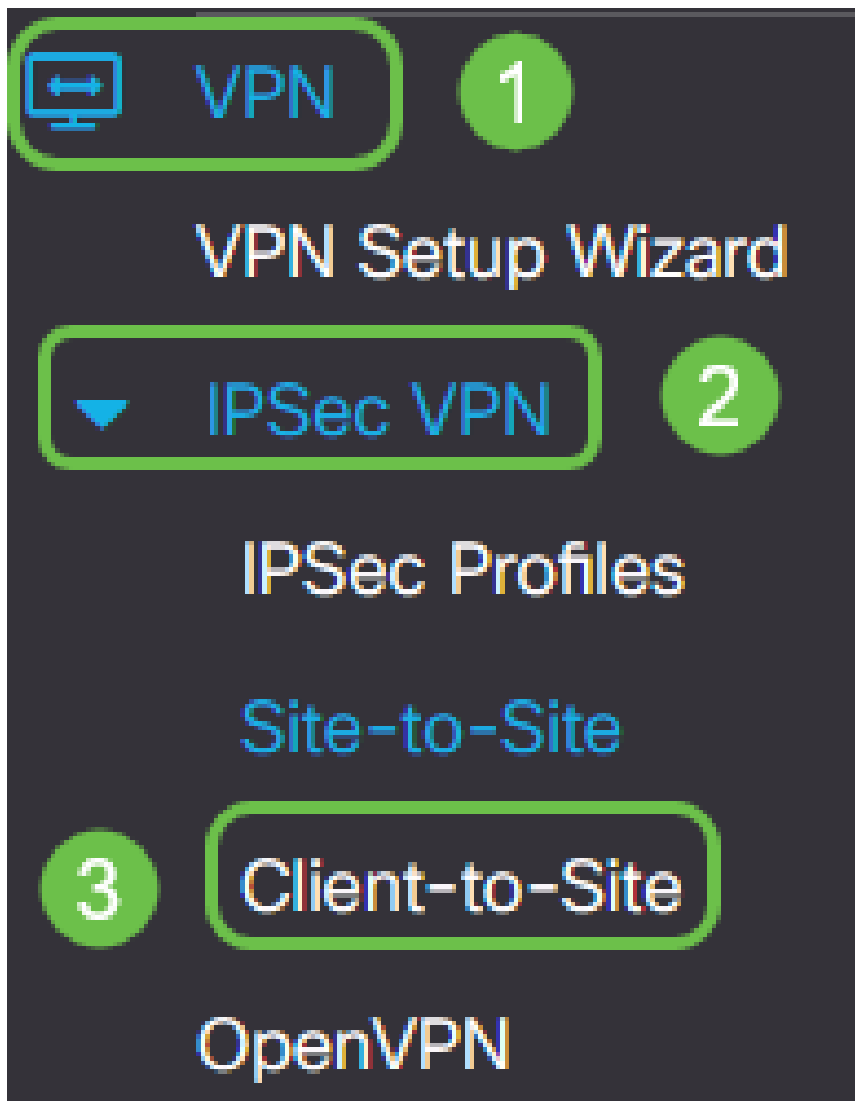 VPN 1
VPN Setup Wizard
IPSec VPN 2
IPSec Profiles
Site-to-Site
3 Client-to-Site
OpenVPN